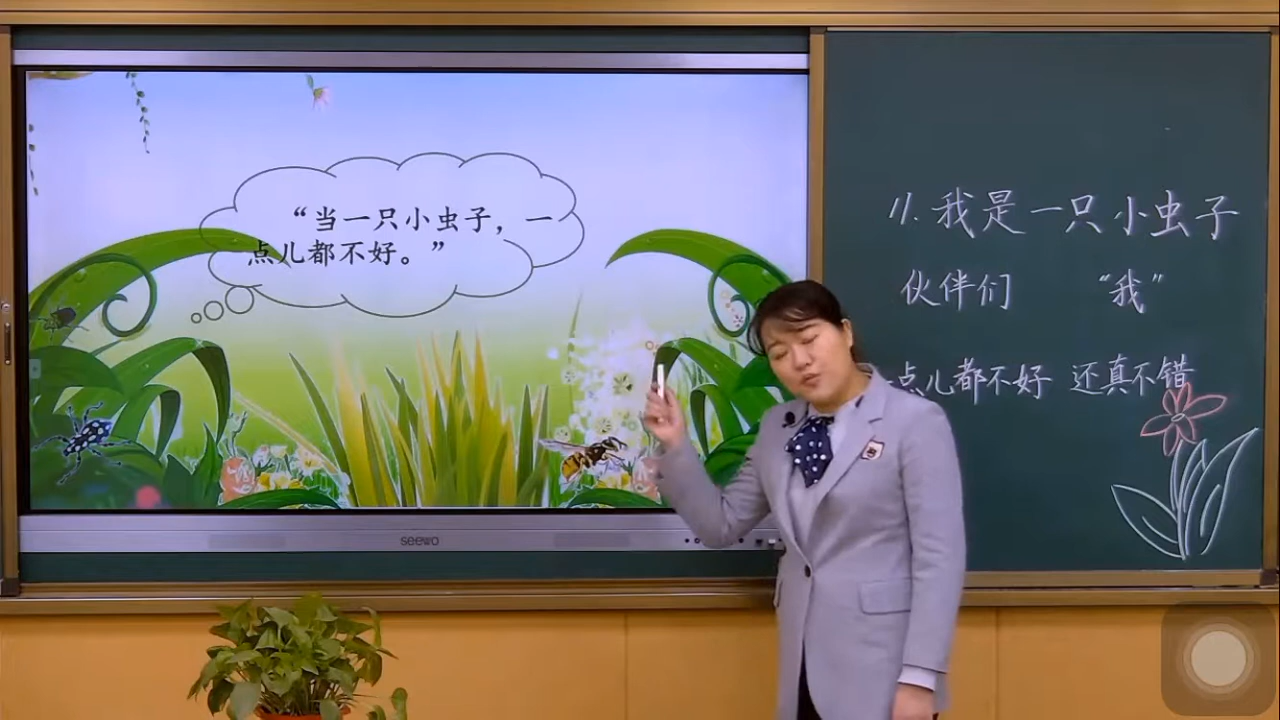 “当一只小虫子，一
点儿都不好。”
seewo
11.我是一只小虫子
伙伴们 “我”
点儿都不好 还真不错